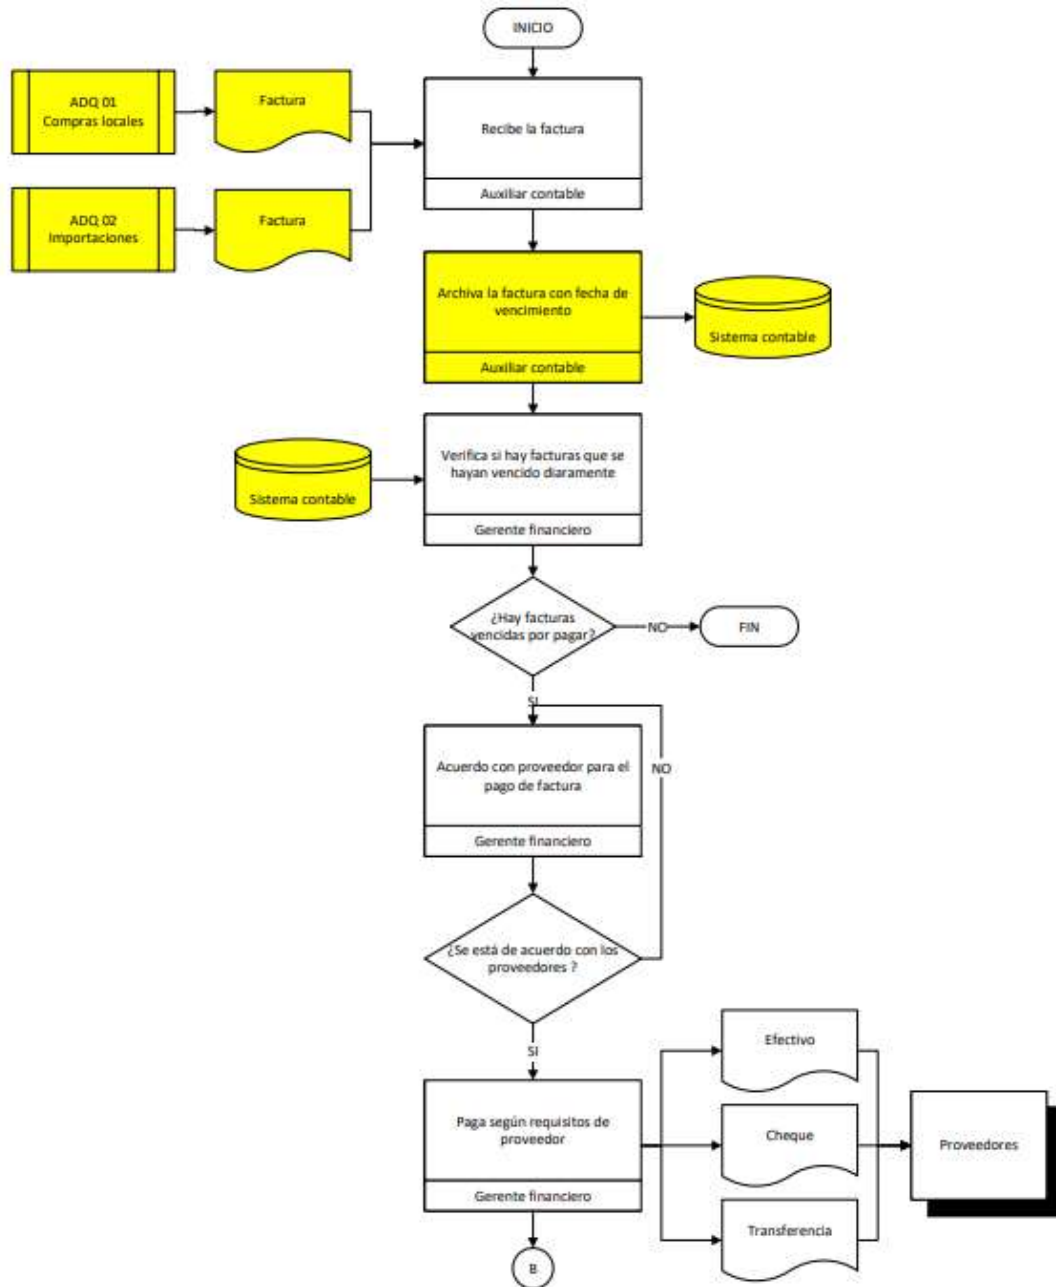 INICIO
ADQ 01
Compras locales
Factura
Recibe la factura
Auxiliar contable
ADQ 02
Importaciones
Factura
Archiva la factura con fecha de
vencimiento
Auxiliar contable
Sistema contable
Verifica si hay facturas que se
hayan vencido diaramente
Gerente financiero
Sistema contable
¿Hay facturas
vencidas por pagar?
NO
FIN
SI
Acuerdo con proveedor para el
pago de factura
Gerente financiero
NO
¿Se está de acuerdo con los
proveedores ?
SI
Paga según requisitos de
proveedor
Gerente financiero
Efectivo
Cheque
Transferencia
Proveedores
B